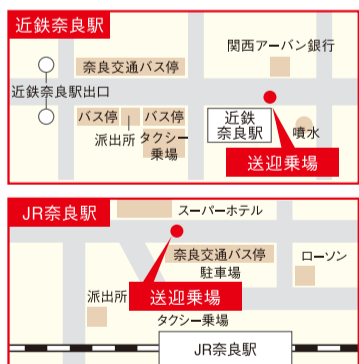 近鉄奈良駅
関西アーバン銀行
奈良交通バス停
近鉄奈良駅出口
バス停
バス停
派出所
タクシー
乗場
近鉄
奈良駅
噴水
送迎乗場
JR奈良駅
スーパーホテル
奈良交通バス停
駐車場
ローソン
派出所
送迎乗場
タクシー乗場
JR奈良駅